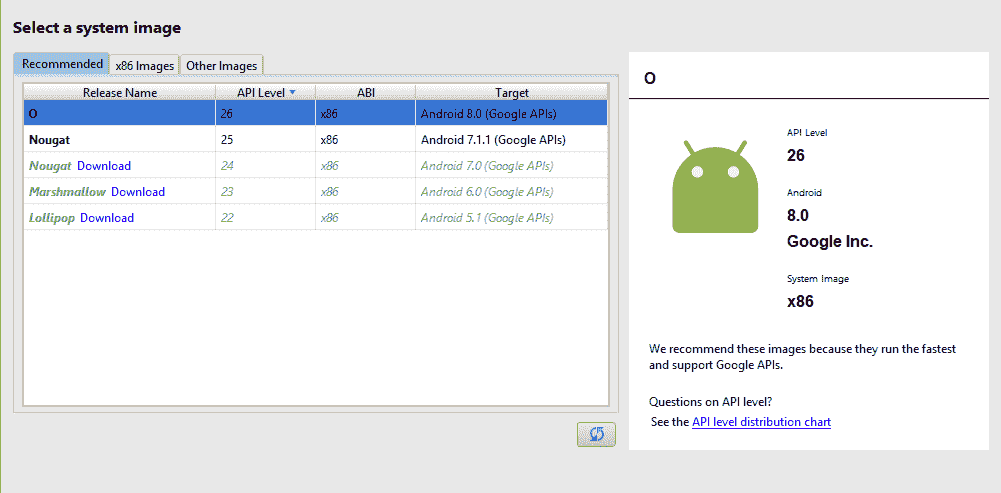 Select a system image
Recommended x86 Images Other Images
Release Name API Level ABI Target
O 26 x86 Android 8.0 (Google APIs)
Nougat 25 x86 Android 7.1.1 (Google APIs)
Nougat Download 24 x86 Android 7.0 (Google APIs)
Marshmallow Download 23 x86 Android 6.0 (Google APIs)
Lollipop Download 22 x86 Android 5.1 (Google APIs)
O
API Level
26
Android
8.0
Google Inc.
System Image
x86
We recommend these images because they run the fastest
and support Google APIs.
Questions on API level?
See the API level distribution chart